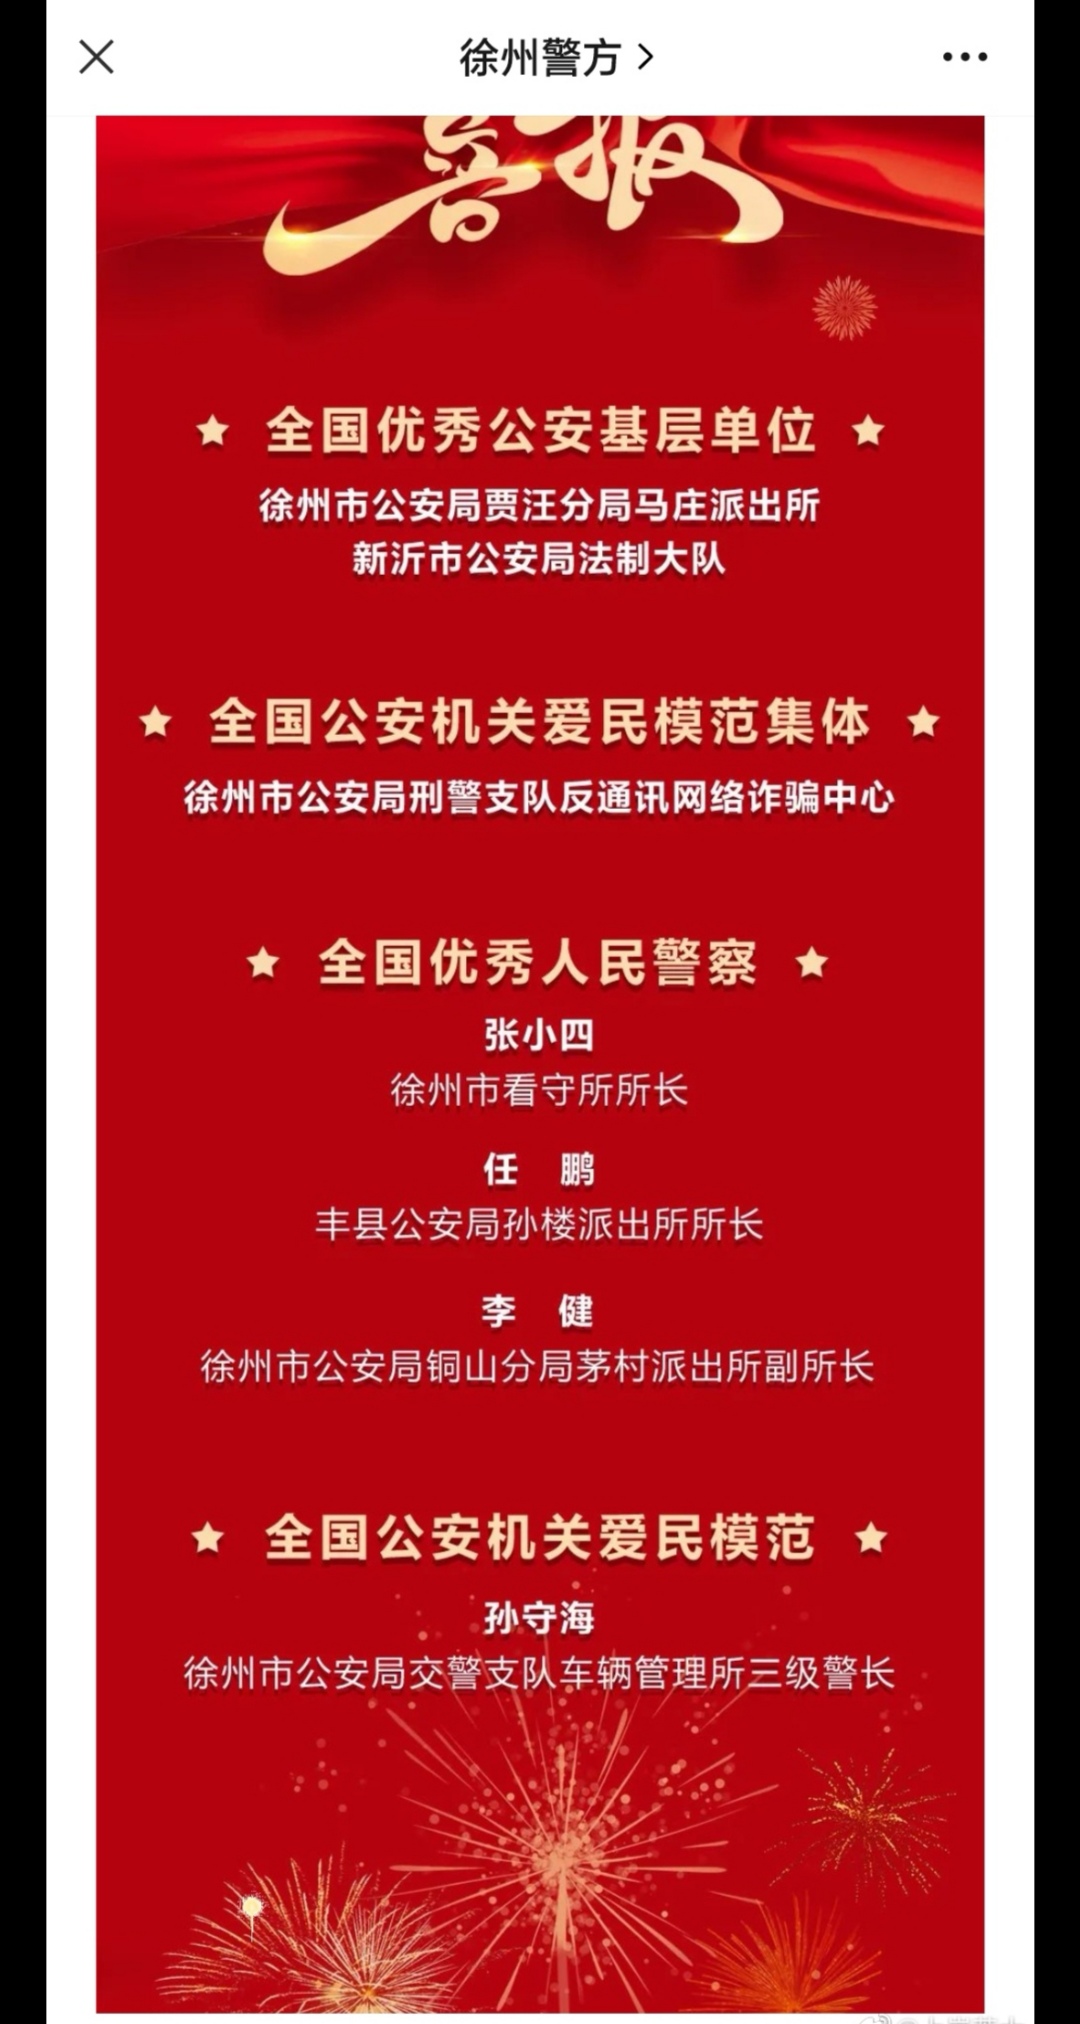 徐州警方
喜报
全国优秀公安基层单位
徐州市公安局贾汪分局马庄派出所
新沂市公安局法制大队
全国公安机关爱民模范集体
徐州市公安局刑警支队反通讯网络诈骗中心
全国优秀人民警察
张小四
徐州市看守所所长
任 鹏
丰县公安局孙楼派出所所长
李 健
徐州市公安局铜山分局茅村派出所副所长
全国公安机关爱民模范
孙守海
徐州市公安局交警支队车辆管理所三级警长